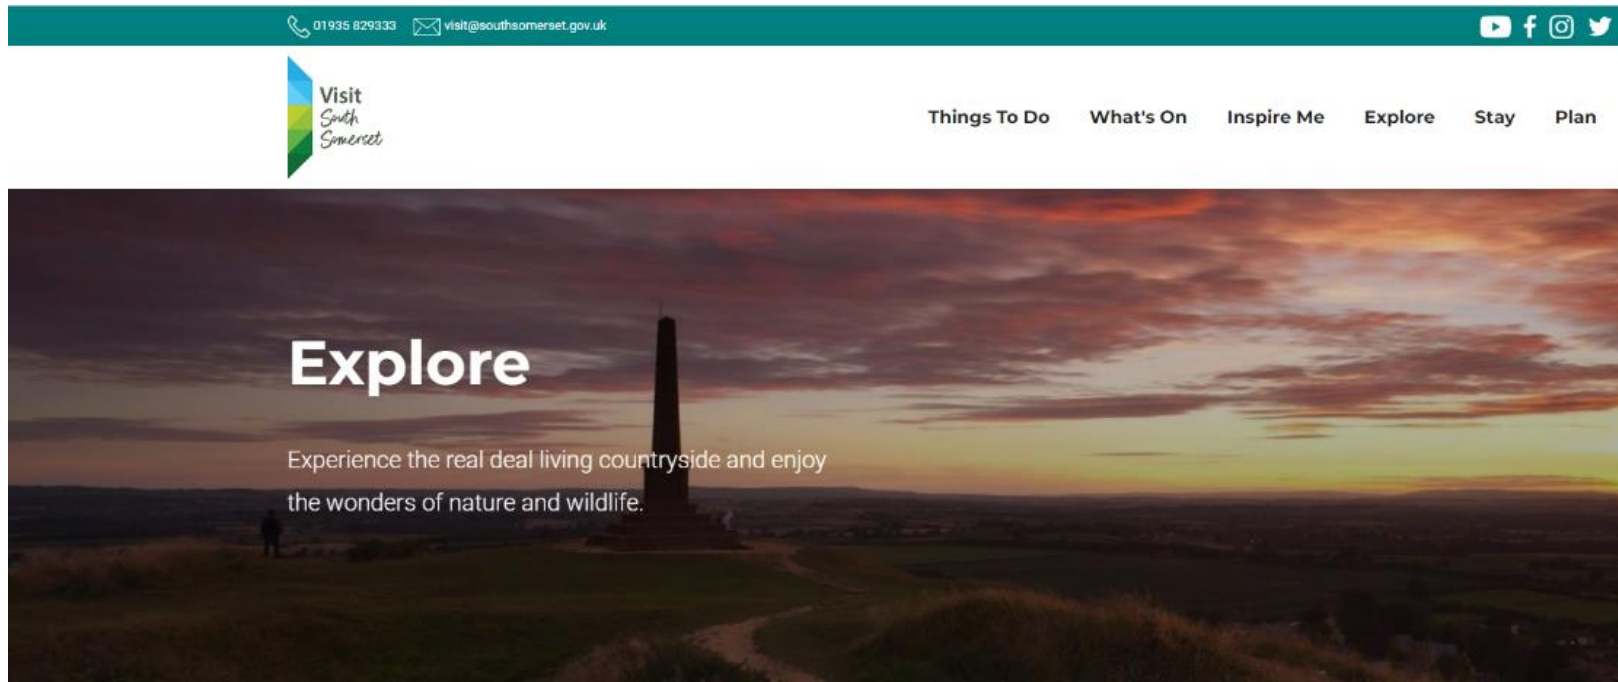 01935 829333 visit@southsomerset.gov.uk
Visit
South
Somerset
Things To Do What's On Inspire Me Explore Stay Plan
Explore
Experience the real deal living countryside and enjoy
the wonders of nature and wildlife.